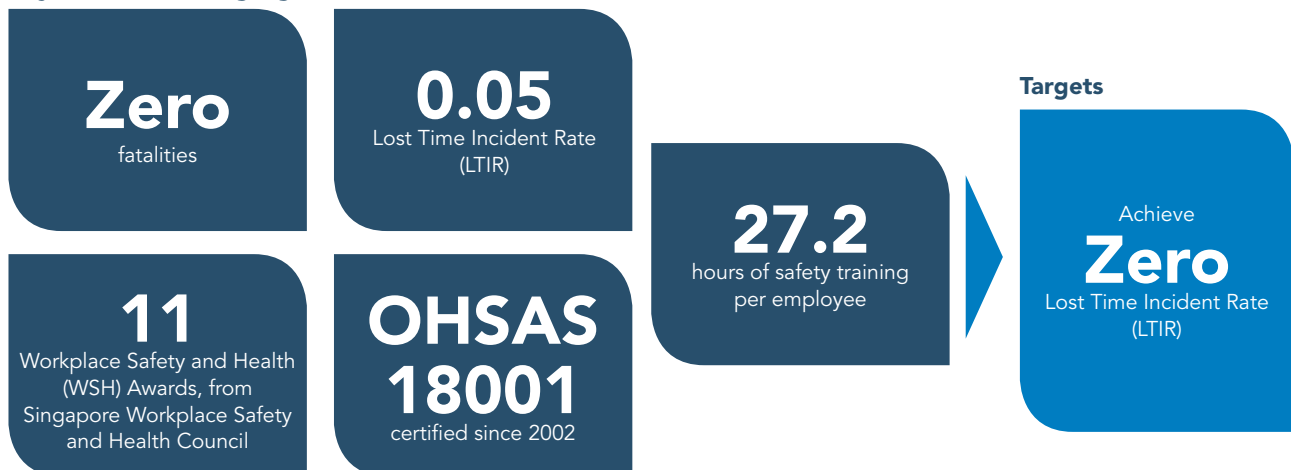 Zero
fatalities
0.05
Lost Time Incident Rate
(LTIR)
11
Workplace Safety and Health
(WSH) Awards, from
Singapore Workplace Safety
and Health Council
OHSAS
18001
certified since 2002
27.2
hours of safety training
per employee
Targets
Achieve
Zero
Lost Time Incident Rate
(LTIR)